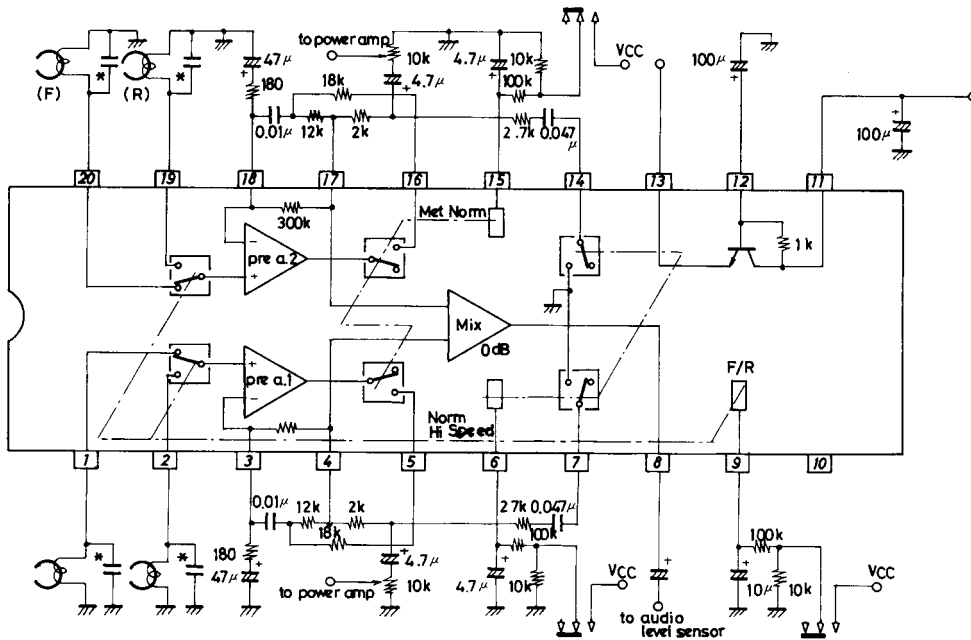 to power amp
47μ
10k
4.7μ
10k
VCC
100μ
*
*
(F)
(R)
180
18k
4.7μ
100k
0.01μ
12k
2k
2.7k
0.047μ
100μ
20
19
18
17
16
15
14
13
12
11
300k
Met Norm
1k
pre a.2
Mix
0dB
pre a.1
F/R
Norm
Hi Speed
1
2
3
4
5
6
7
8
9
10
0.01μ
12k
2k
2.7k
0.047μ
18k
100k
100k
*
*
180
4.7μ
47μ
10k
4.7μ
10k
VCC
10μ
10k
VCC
to power amp
to audio
level sensor